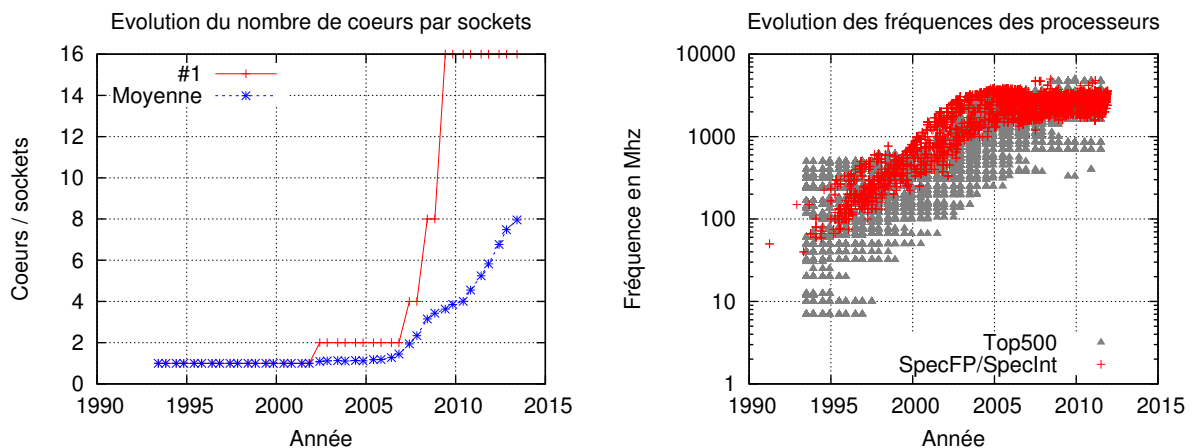 Evolution du nombre de coeurs par sockets
16
14
12
10
8
6
4
2
0
#1
Moyenne
Coeurs / sockets
1990 1995 2000 2005 2010 2015
Année
Evolution des fréquences des processeurs
10000
1000
100
10
1
Fréquence en Mhz
Top500
SpecFP/SpecInt
1990 1995 2000 2005 2010 2015
Année